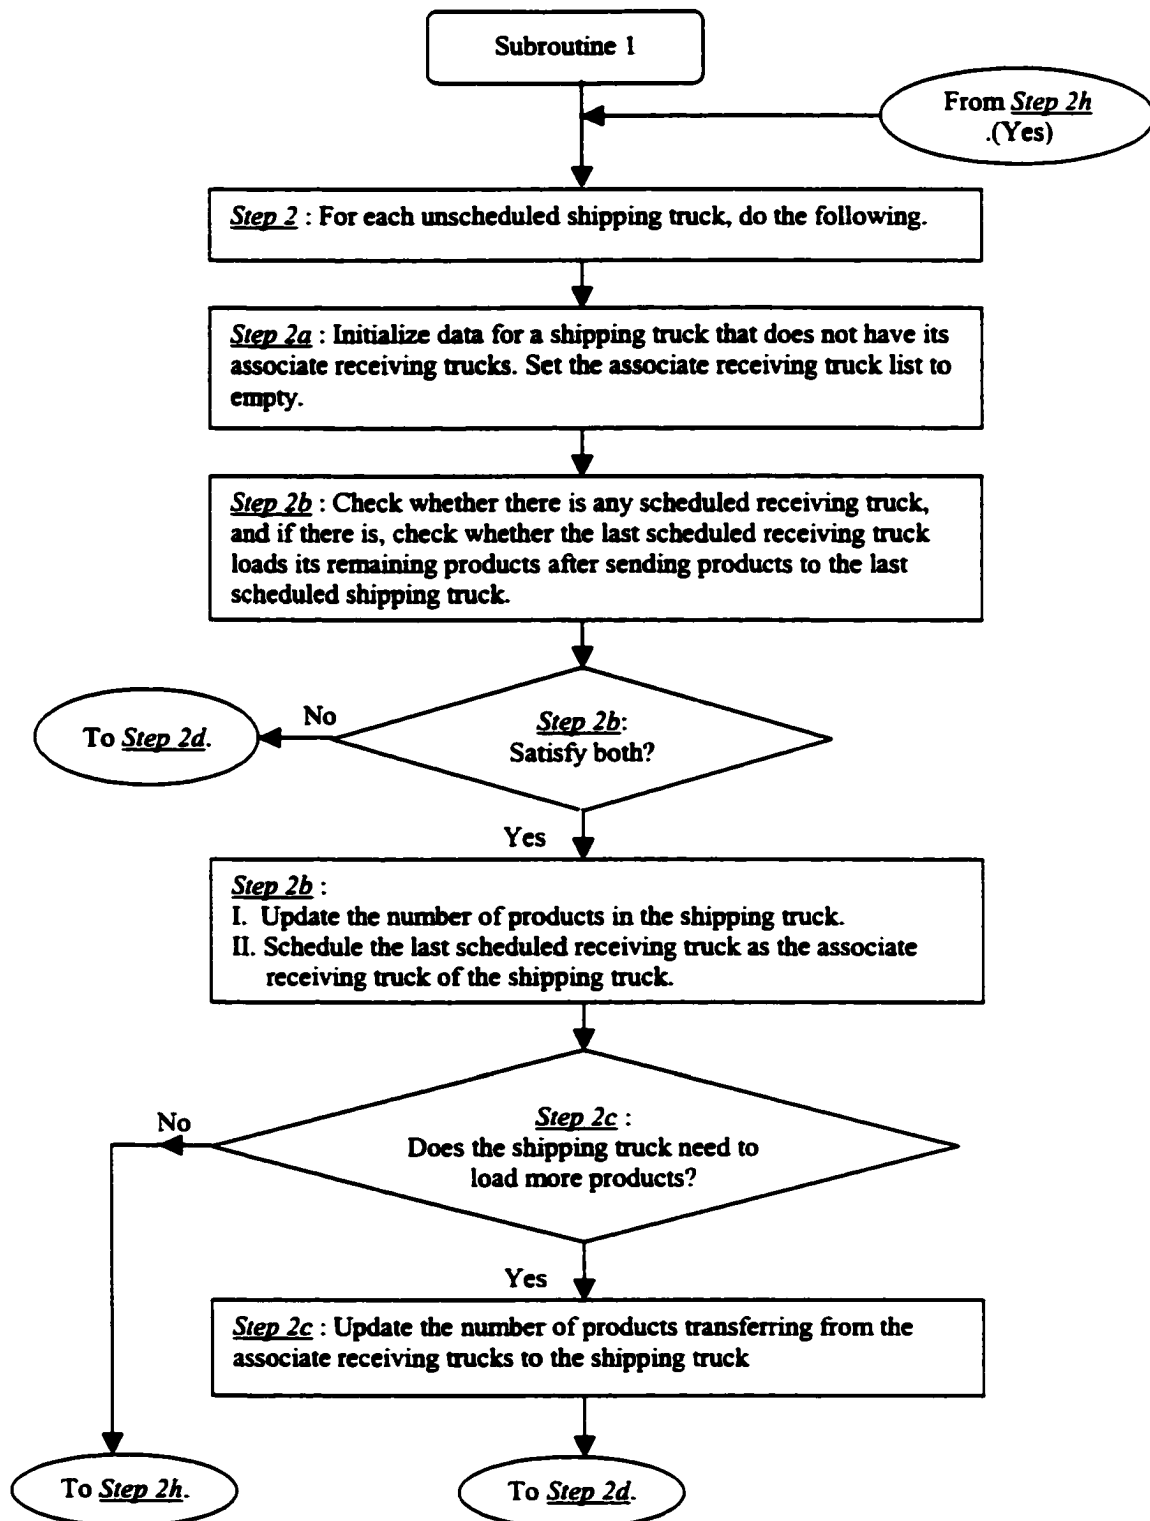 Subroutine 1
From Step 2h
.(Yes)
Step 2 : For each unscheduled shipping truck, do the following.
Step 2a : Initialize data for a shipping truck that does not have its
associate receiving trucks. Set the associate receiving truck list to
empty.
Step 2b : Check whether there is any scheduled receiving truck,
and if there is, check whether the last scheduled receiving truck
loads its remaining products after sending products to the last
scheduled shipping truck.
No
To Step 2d.
Step 2b:
Satisfy both?
Yes
Step 2b :
I. Update the number of products in the shipping truck.
II. Schedule the last scheduled receiving truck as the associate
receiving truck of the shipping truck.
No
Step 2c :
Does the shipping truck need to
load more products?
Yes
Step 2c : Update the number of products transferring from the
associate receiving trucks to the shipping truck
To Step 2h.
To Step 2d.